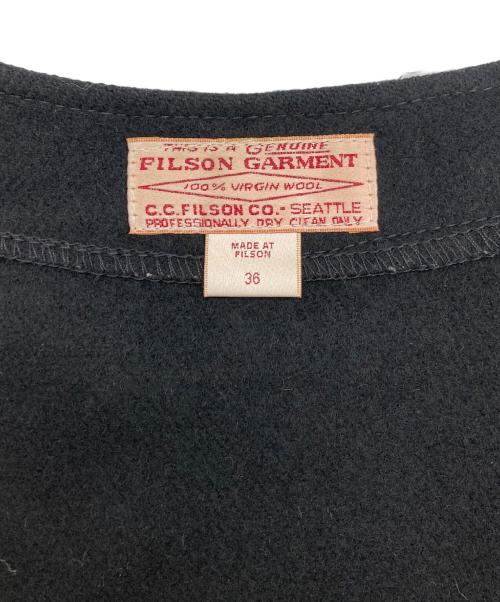 THIS IS A GENUINE
FILSON GARMENT
100% VIRGIN WOOL
C.C.FILSON CO.- SEATTLE
PROFESSIONALLY DRY CLEAN ONLY
MADE AT
FILSON
36